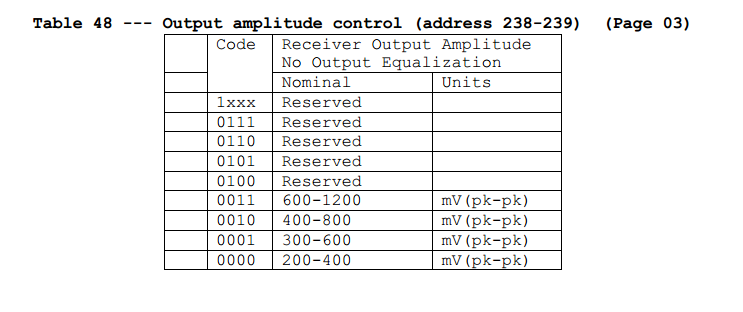 Table 48 --- Output amplitude control (address 238-239)  (Page 03)
Code Receiver Output Amplitude
No Output Equalization
Nominal Units
1xxx Reserved
0111 Reserved
0110 Reserved
0101 Reserved
0100 Reserved
0011 600-1200 mV(pk-pk)
0010 400-800 mV(pk-pk)
0001 300-600 mV(pk-pk)
0000 200-400 mV(pk-pk)